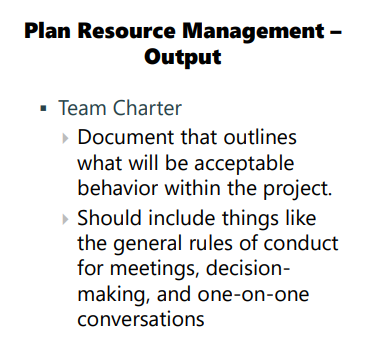 Plan Resource Management –
Output
▪ Team Charter
Document that outlines
what will be acceptable
behavior within the project.
Should include things like
the general rules of conduct
for meetings, decision-
making, and one-on-one
conversations